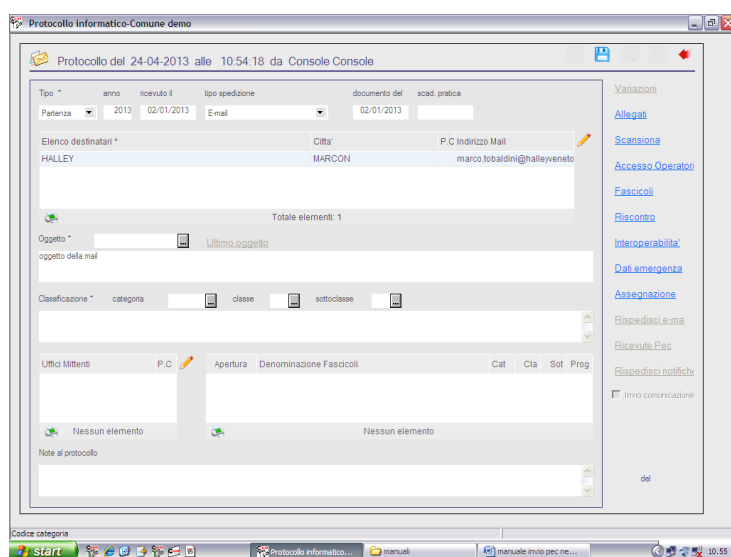 Protocollo informatico-Comune demo
Protocollo del 24-04-2013 alle 10:54:18 da Console Console
Tipo * anno ricevuto il tipo spedizione documento del scad. pratica
Partenza 2013 02/01/2013 E-mail 02/01/2013
Elenco destinatari * Citta' P.C Indirizzo Mail
HALLEY MARCON marco.tobaldini@halleyveneto
Totale elementi: 1
Oggetto * ... Ultimo oggetto
oggetto della mail
Classificazione * categoria ... classe ... sottoclasse ...
Uffici Mittenti P.C Apertura Denominazione Fascicoli Cat Cla Sot Prog
Nessun elemento Nessun elemento
Note al protocollo
Variazioni
Allegati
Scansiona
Accesso Operatori
Fascicoli
Riscontro
Interoperabilita'
Dati emergenza
Assegnazione
Rispedisci e-ma
Ricevute Pec
Rispedisci notifiche
Invio comunicazione
del
Codice categoria
start Protocollo informatico... manuali manuale invio pec ne... 10.55